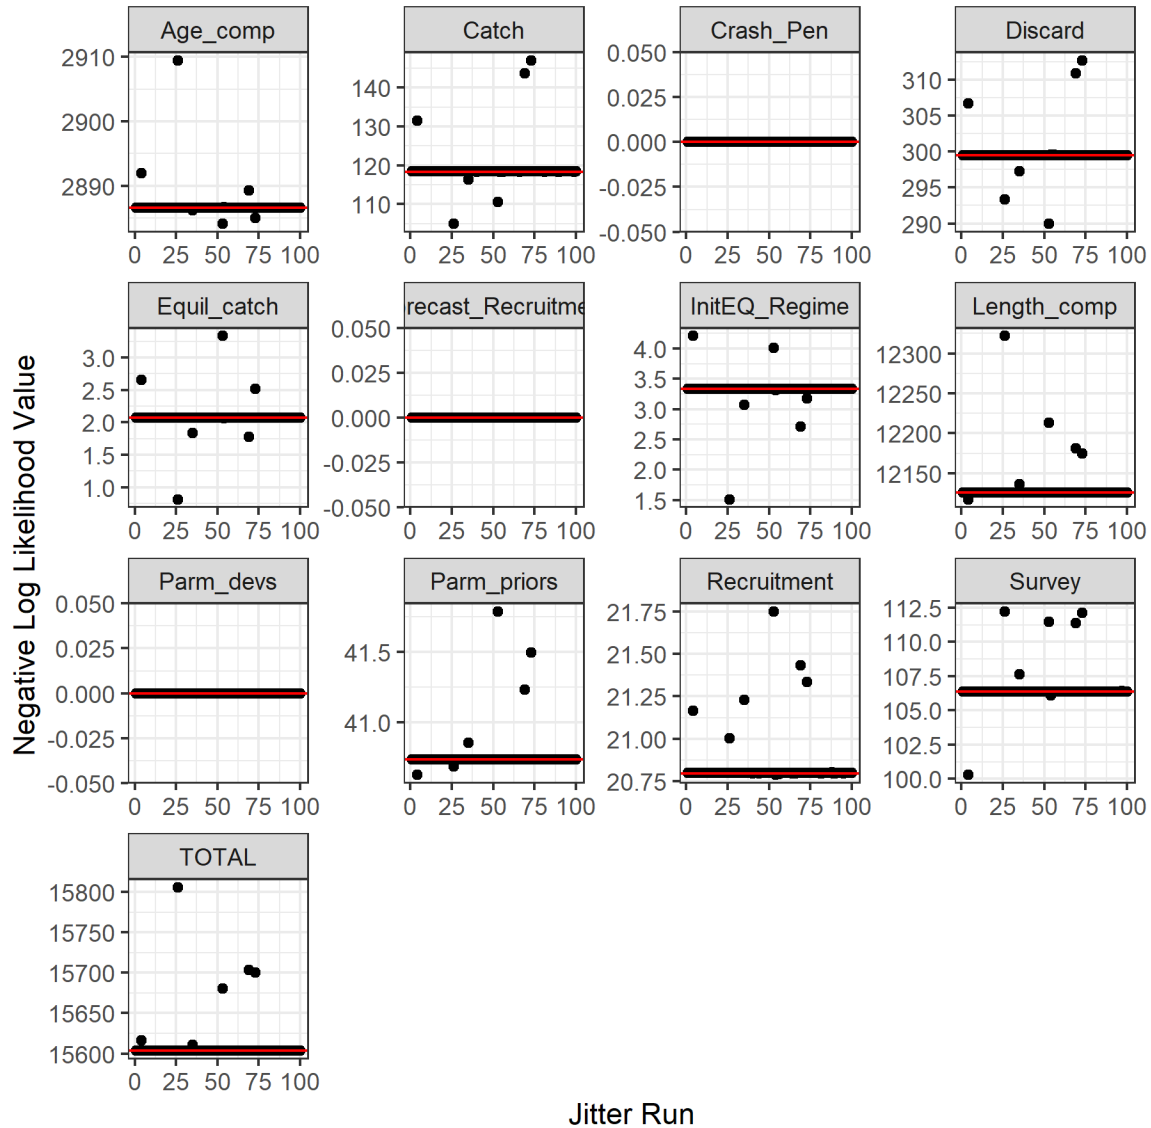 Age_comp Catch Crash_Pen Discard
2910 2900 2890
140 130 120 110
0.050 0.025 0.000 -0.025 -0.050
310 305 300 295 290
0 25 50 75 100 0 25 50 75 100 0 25 50 75 100 0 25 50 75 100
Equil_catch recast_Recruitme InitEQ_Regime Length_comp
3.0 2.5 2.0 1.5 1.0
0.050 0.025 0.000 -0.025 -0.050
4.0 3.5 3.0 2.5 2.0 1.5
12300 12250 12200 12150
0 25 50 75 100 0 25 50 75 100 0 25 50 75 100 0 25 50 75 100
Parm_devs Parm_priors Recruitment Survey
0.050 0.025 0.000 -0.025 -0.050
41.5 41.0
21.75 21.50 21.25 21.00 20.75
112.5 110.0 107.5 105.0 102.5 100.0
0 25 50 75 100 0 25 50 75 100 0 25 50 75 100
TOTAL
15800 15750 15700 15650 15600
0 25 50 75 100
Negative Log Likelihood Value
Jitter Run